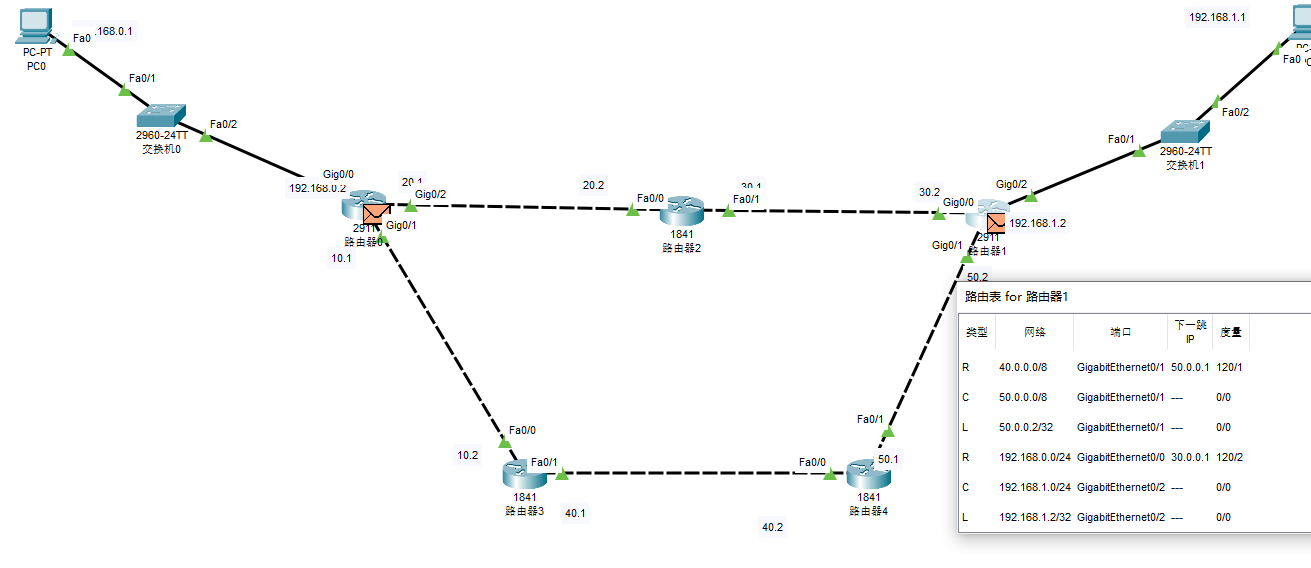 192.168.1.1
.168.0.1
Fa0
PC-PT
PC0
Fa0
Fa0/1
Fa0/2
2960-24TT
交换机0
Fa0/2
Fa0/1
2960-24TT
交换机1
Gig0/0
192.168.0.2
20.1
Gig0/2
20.2
Fa0/0
30.1
Fa0/1
30.2
Gig0/0
Gig0/2
2911
路由器0
Gig0/1
1841
路由器2
2911
路由器1
192.168.1.2
Gig0/1
10.1
50.2
路由表 for 路由器1
类型 网络 端口 下一跳 IP 度量
R 40.0.0.0/8 GigabitEthernet0/1 50.0.0.1 120/1
C 50.0.0.0/8 GigabitEthernet0/1 --- 0/0
L 50.0.0.2/32 GigabitEthernet0/1 --- 0/0
R 192.168.0.0/24 GigabitEthernet0/0 30.0.0.1 120/2
C 192.168.1.0/24 GigabitEthernet0/2 --- 0/0
L 192.168.1.2/32 GigabitEthernet0/2 --- 0/0
Fa0/0
10.2
Fa0/1
1841
路由器3
40.1
Fa0/1
Fa0/0
50.1
1841
路由器4
40.2